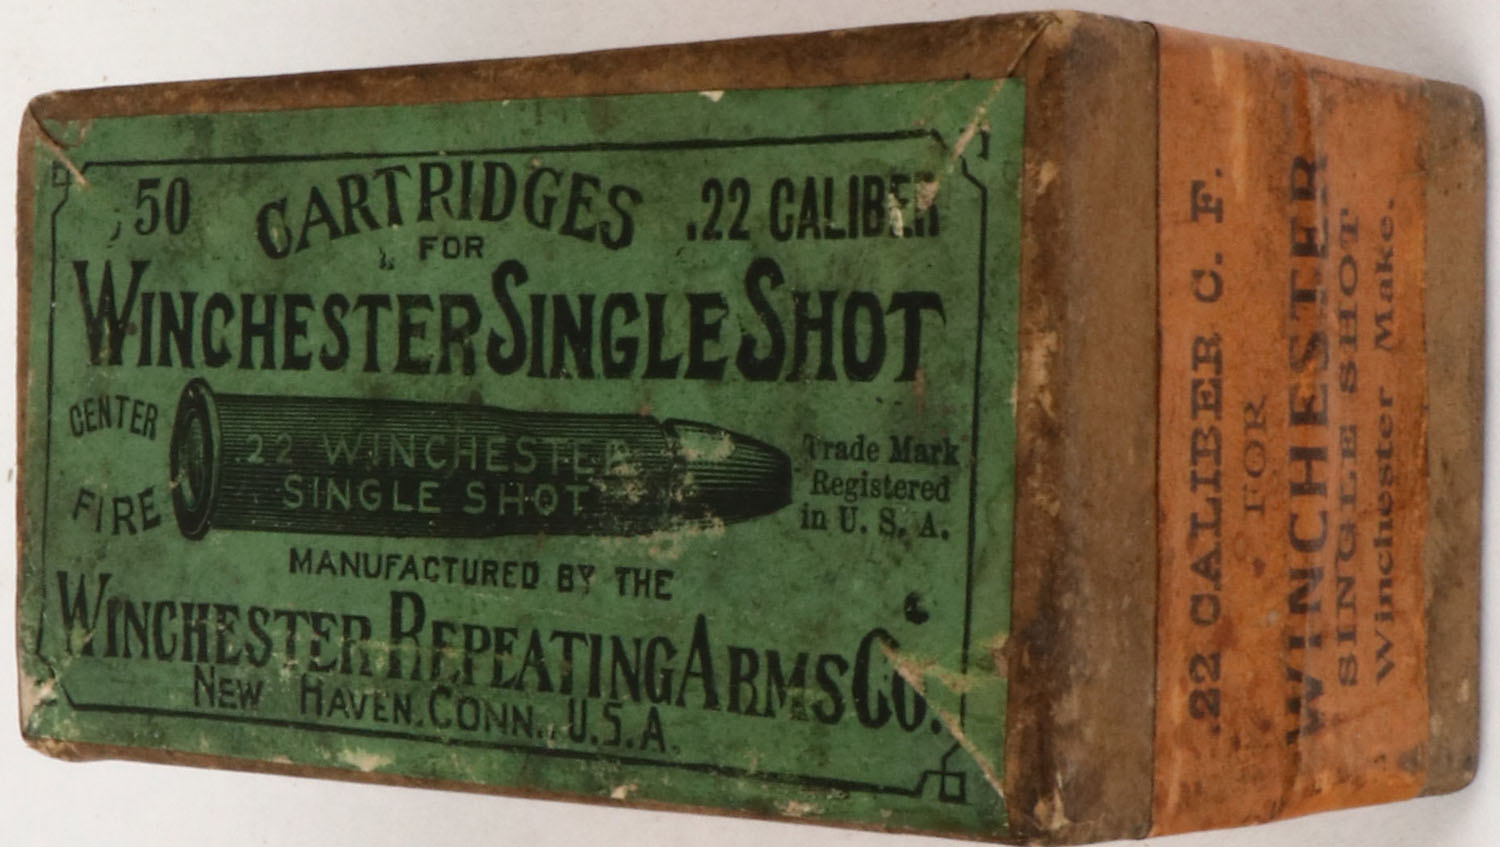 50 CARTRIDGES .22 CALIBER
FOR
WINCHESTER SINGLE SHOT
CENTER
FIRE
.22 WINCHESTER
SINGLE SHOT
Trade Mark
Registered
in U. S. A.
MANUFACTURED BY THE
WINCHESTER REPEATING ARMS CO.
NEW HAVEN. CONN., U.S.A.
.22 CALIBER C. F.
FOR
WINCHESTER
SINGLE SHOT
Winchester Make.